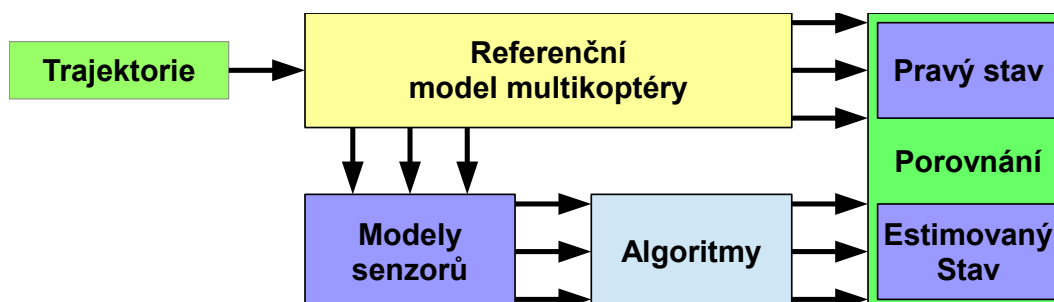 Trajektorie
Referenční
model multikoptéry
Pravý stav
Porovnání
Modely
senzorů
Algoritmy
Estimovaný
Stav